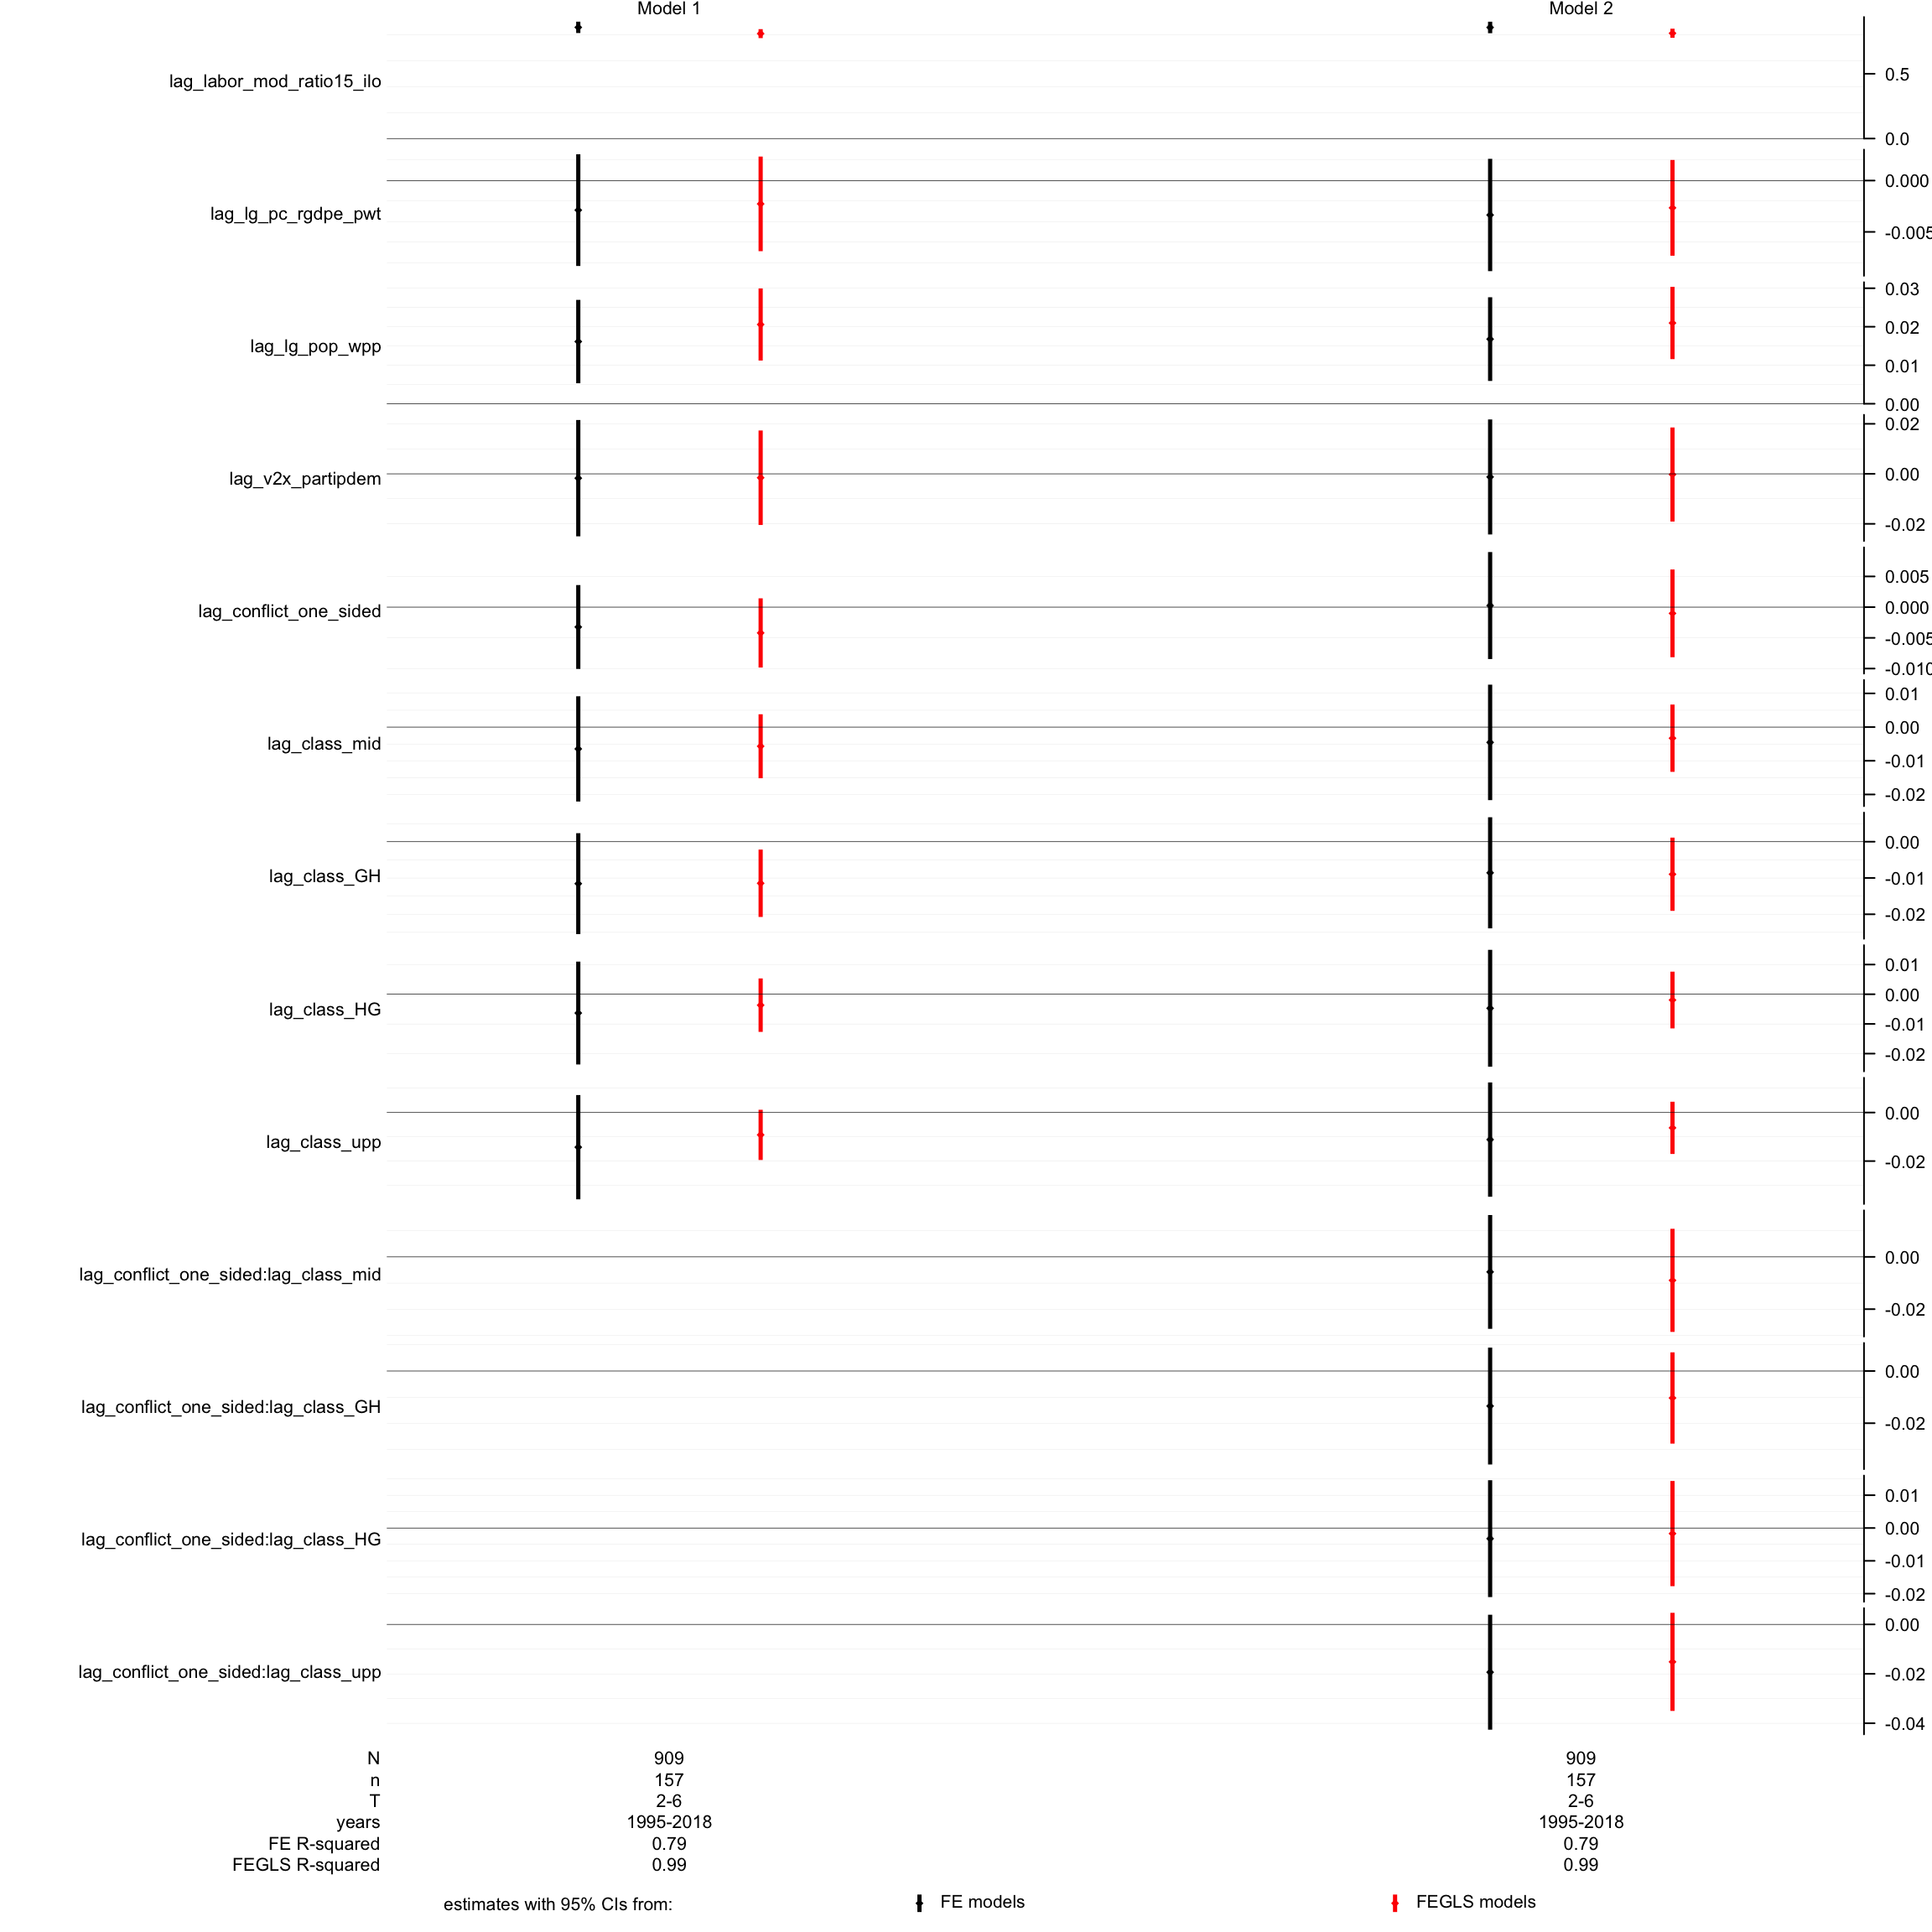 Model 1 Model 2
lag_labor_mod_ratio15_ilo
0.5
0.0
lag_lg_pc_rgdpe_pwt
0.000
-0.005
lag_lg_pop_wpp
0.03
0.02
0.01
0.00
lag_v2x_partipdem
0.02
0.00
-0.02
lag_conflict_one_sided
0.005
0.000
-0.005
-0.010
lag_class_mid
0.01
0.00
-0.01
-0.02
lag_class_GH
0.00
-0.01
-0.02
lag_class_HG
0.01
0.00
-0.01
-0.02
lag_class_upp
0.00
-0.02
lag_conflict_one_sided:lag_class_mid
0.00
-0.02
lag_conflict_one_sided:lag_class_GH
0.00
-0.02
lag_conflict_one_sided:lag_class_HG
0.01
0.00
-0.01
-0.02
lag_conflict_one_sided:lag_class_upp
0.00
-0.02
-0.04
N 909 909
n 157 157
T 2-6 2-6
years 1995-2018 1995-2018
FE R-squared 0.79 0.79
FEGLS R-squared 0.99 0.99
estimates with 95% CIs from: FE models FEGLS models